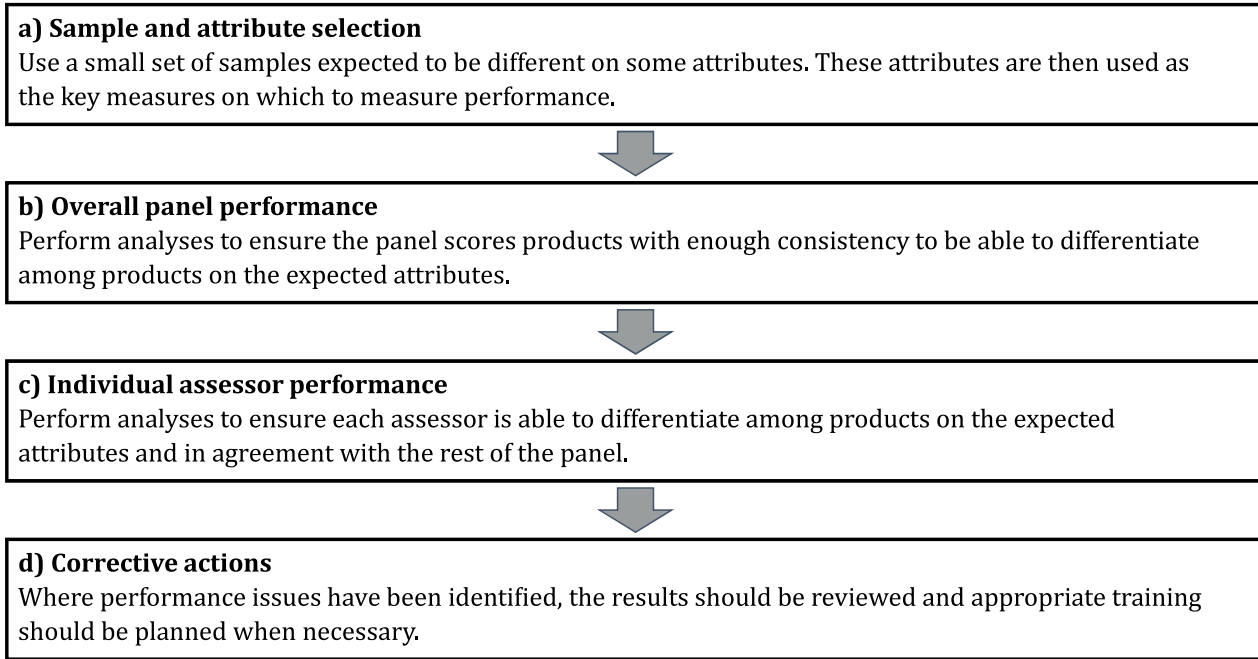 a) Sample and attribute selection
Use a small set of samples expected to be different on some attributes. These attributes are then used as
the key measures on which to measure performance.
b) Overall panel performance
Perform analyses to ensure the panel scores products with enough consistency to be able to differentiate
among products on the expected attributes.
c) Individual assessor performance
Perform analyses to ensure each assessor is able to differentiate among products on the expected
attributes and in agreement with the rest of the panel.
d) Corrective actions
Where performance issues have been identified, the results should be reviewed and appropriate training
should be planned when necessary.